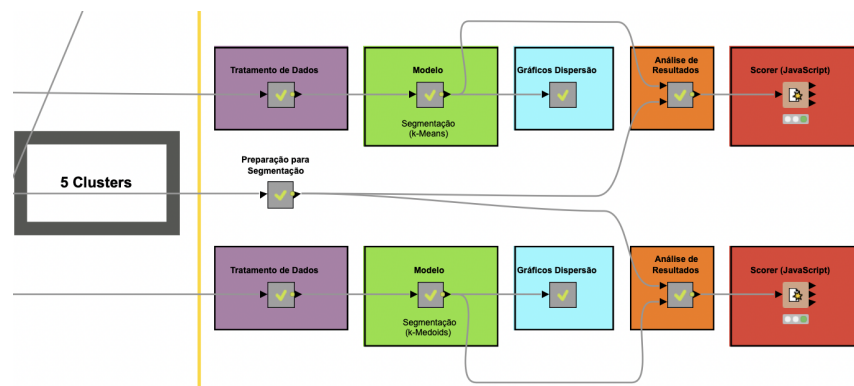 Tratamento de Dados
Modelo
Segmentação
(k-Means)
Gráficos Dispersão
Análise de
Resultados
Scorer (JavaScript)
5 Clusters
Preparação para
Segmentação
Tratamento de Dados
Modelo
Segmentação
(k-Medoids)
Gráficos Dispersão
Análise de
Resultados
Scorer (JavaScript)